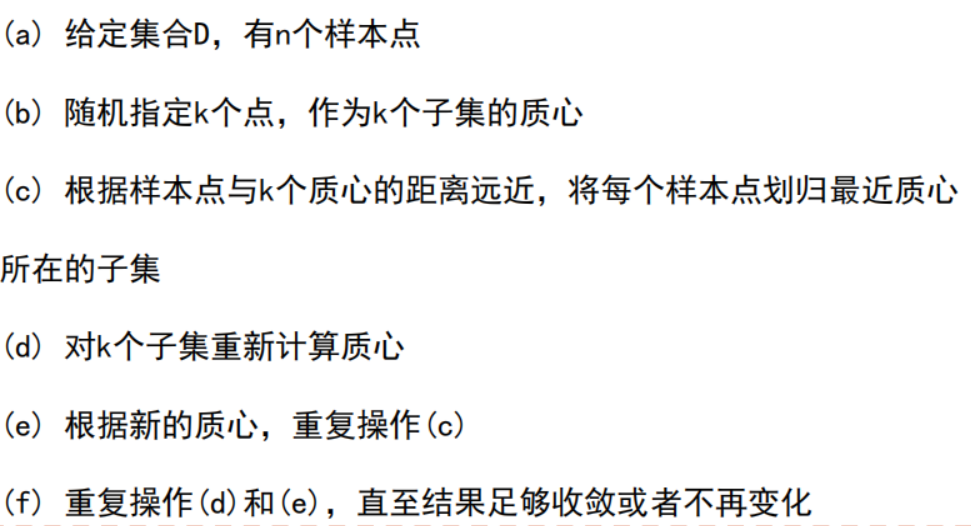 (a) 给定集合D，有n个样本点
(b) 随机指定k个点，作为k个子集的质心
(c) 根据样本点与k个质心的距离远近，将每个样本点划归最近质心
所在的子集
(d) 对k个子集重新计算质心
(e) 根据新的质心，重复操作(c)
(f) 重复操作(d)和(e)，直至结果足够收敛或者不再变化